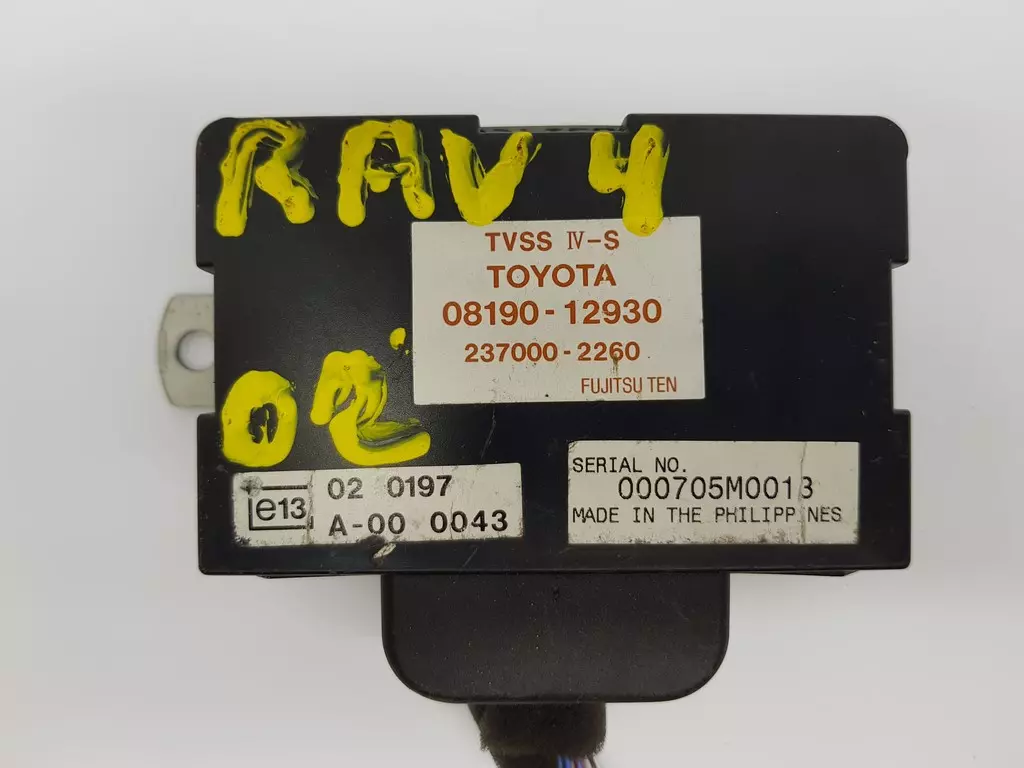 RAV 4
TVSS Ⅳ-S
TOYOTA
08190-12930
237000-2260
FUJITSU TEN
02
e13
02 0197
A-00 0043
SERIAL NO.
000705M0013
MADE IN THE PHILIPPINES